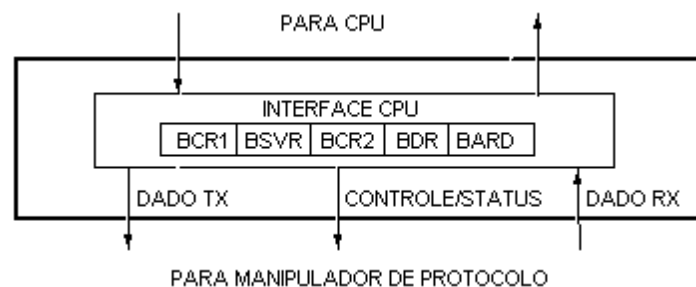 PARA CPU
INTERFACE CPU
BCR1 BSVR BCR2 BDR BARD
DADO TX CONTROLE/STATUS DADO RX
PARA MANIPULADOR DE PROTOCOLO